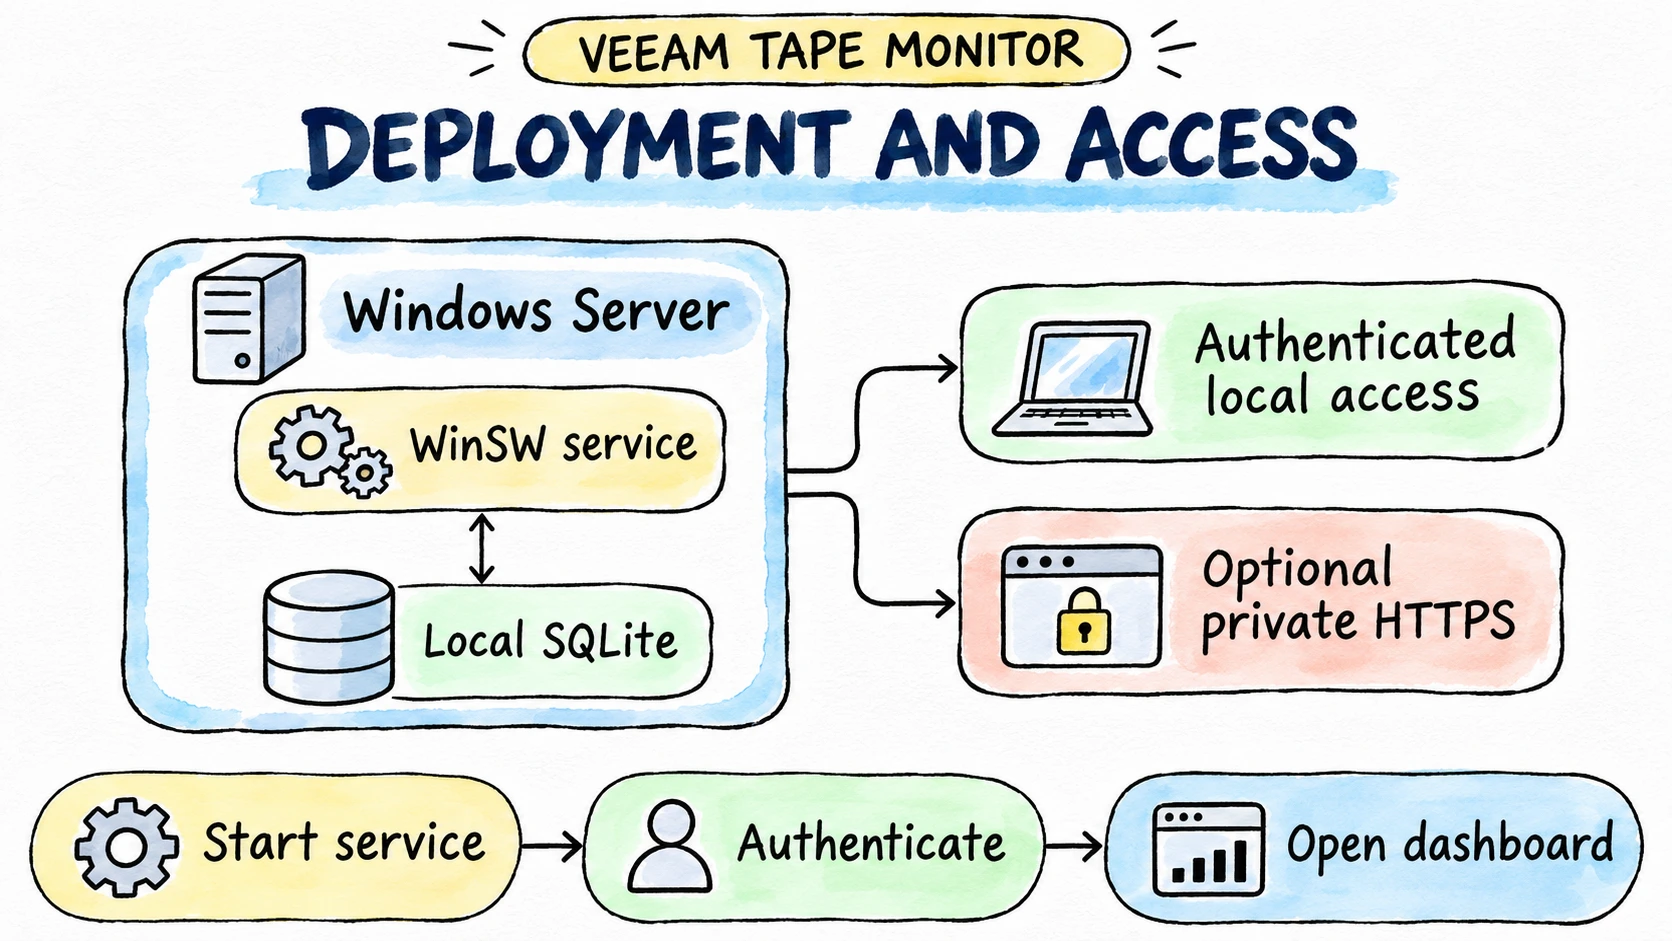 VEEAM TAPE MONITOR
DEPLOYMENT AND ACCESS
Windows Server
WinSW service
Local SQLite
Authenticated
local access
Optional
private HTTPS
Start service
Authenticate
Open dashboard